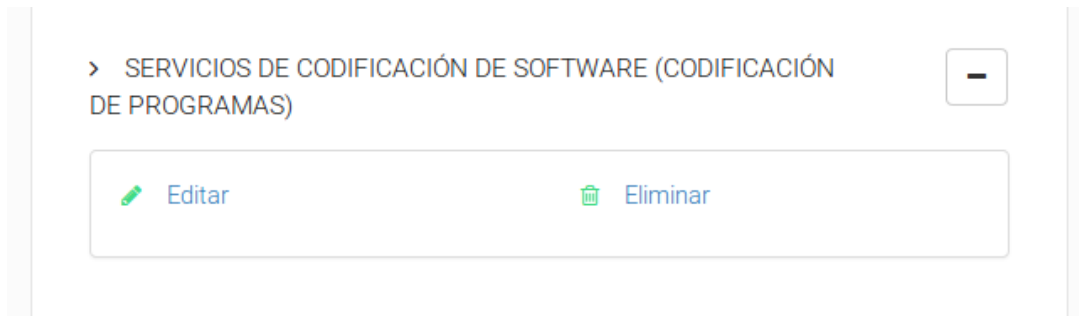 > SERVICIOS DE CODIFICACIÓN DE SOFTWARE (CODIFICACIÓN
DE PROGRAMAS)
Editar Eliminar